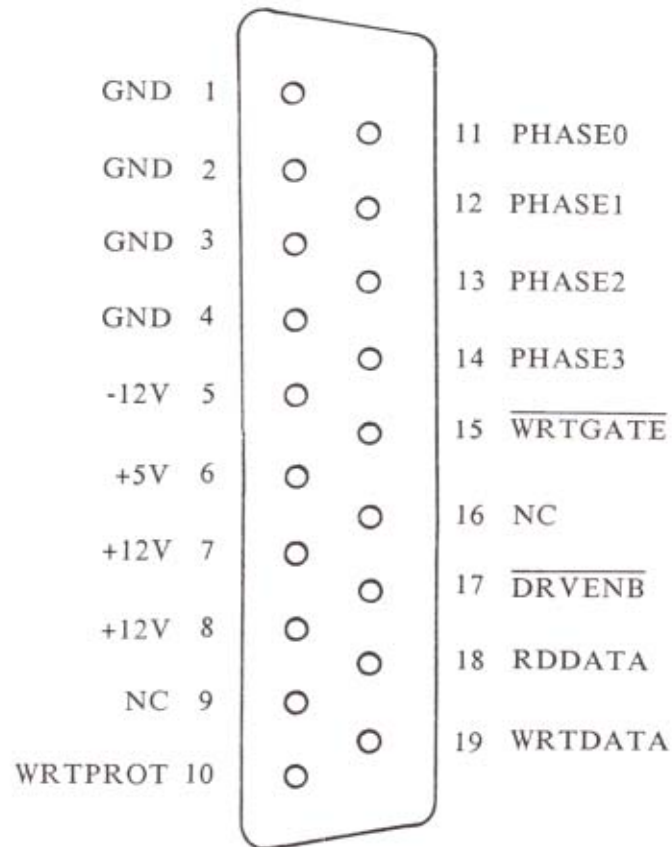 GND 1
11 PHASE0
GND 2
12 PHASE1
GND 3
13 PHASE2
GND 4
14 PHASE3
-12V 5
15 WRTGATE
+5V 6
16 NC
+12V 7
17 DRVENB
+12V 8
18 RDDATA
NC 9
19 WRTDATA
WRTPROT 10